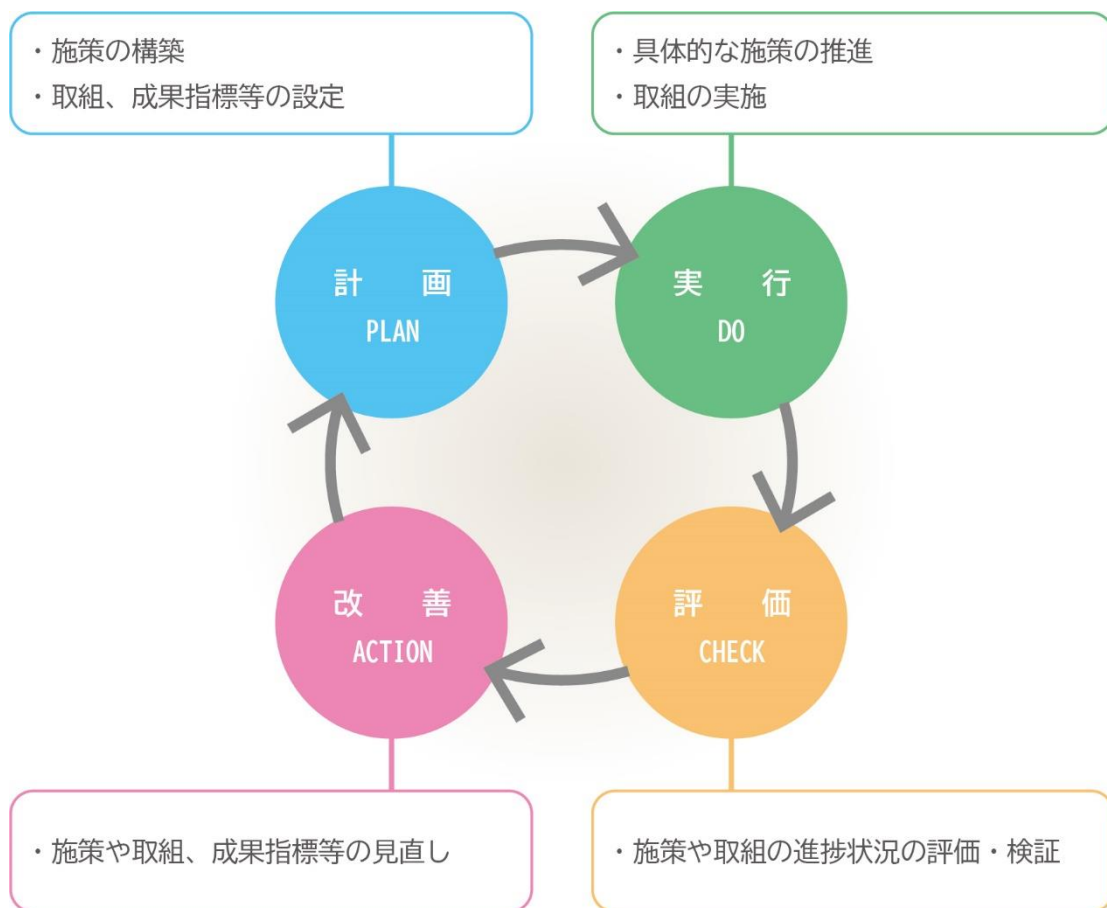 ・施策の構築
・取組、成果指標等の設定
・具体的な施策の推進
・取組の実施
計　画
PLAN
実　行
DO
改　善
ACTION
評　価
CHECK
・施策や取組、成果指標等の見直し
・施策や取組の進捗状況の評価・検証